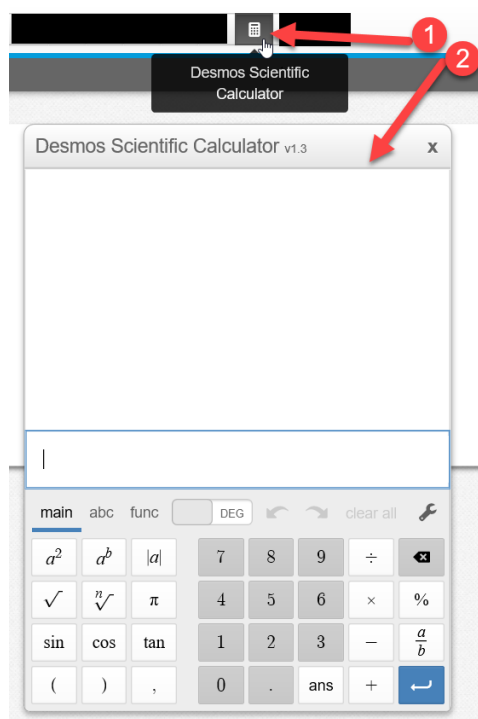 1
2
Desmos Scientific
Calculator
Desmos Scientific Calculator v1.3 x
main abc func DEG clear all
a² aᵇ |a| 7 8 9 ÷
√ ⁿ√ π 4 5 6 × %
sin cos tan 1 2 3 − a/b
( ) , 0 . ans +